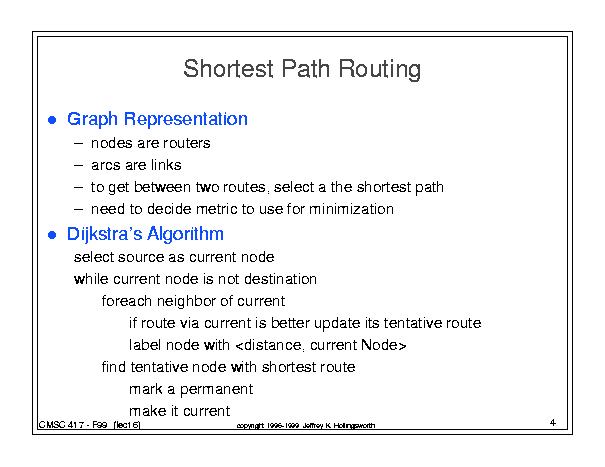 Shortest Path Routing
● Graph Representation
– nodes are routers
– arcs are links
– to get between two routes, select a the shortest path
– need to decide metric to use for minimization
● Dijkstra's Algorithm
select source as current node
while current node is not destination
foreach neighbor of current
if route via current is better update its tentative route
label node with <distance, current Node>
find tentative node with shortest route
mark a permanent
make it current
CMSC 417 - F99 (lect6)
copyright 1996-1999 Jeffrey K. Hollingsworth
4